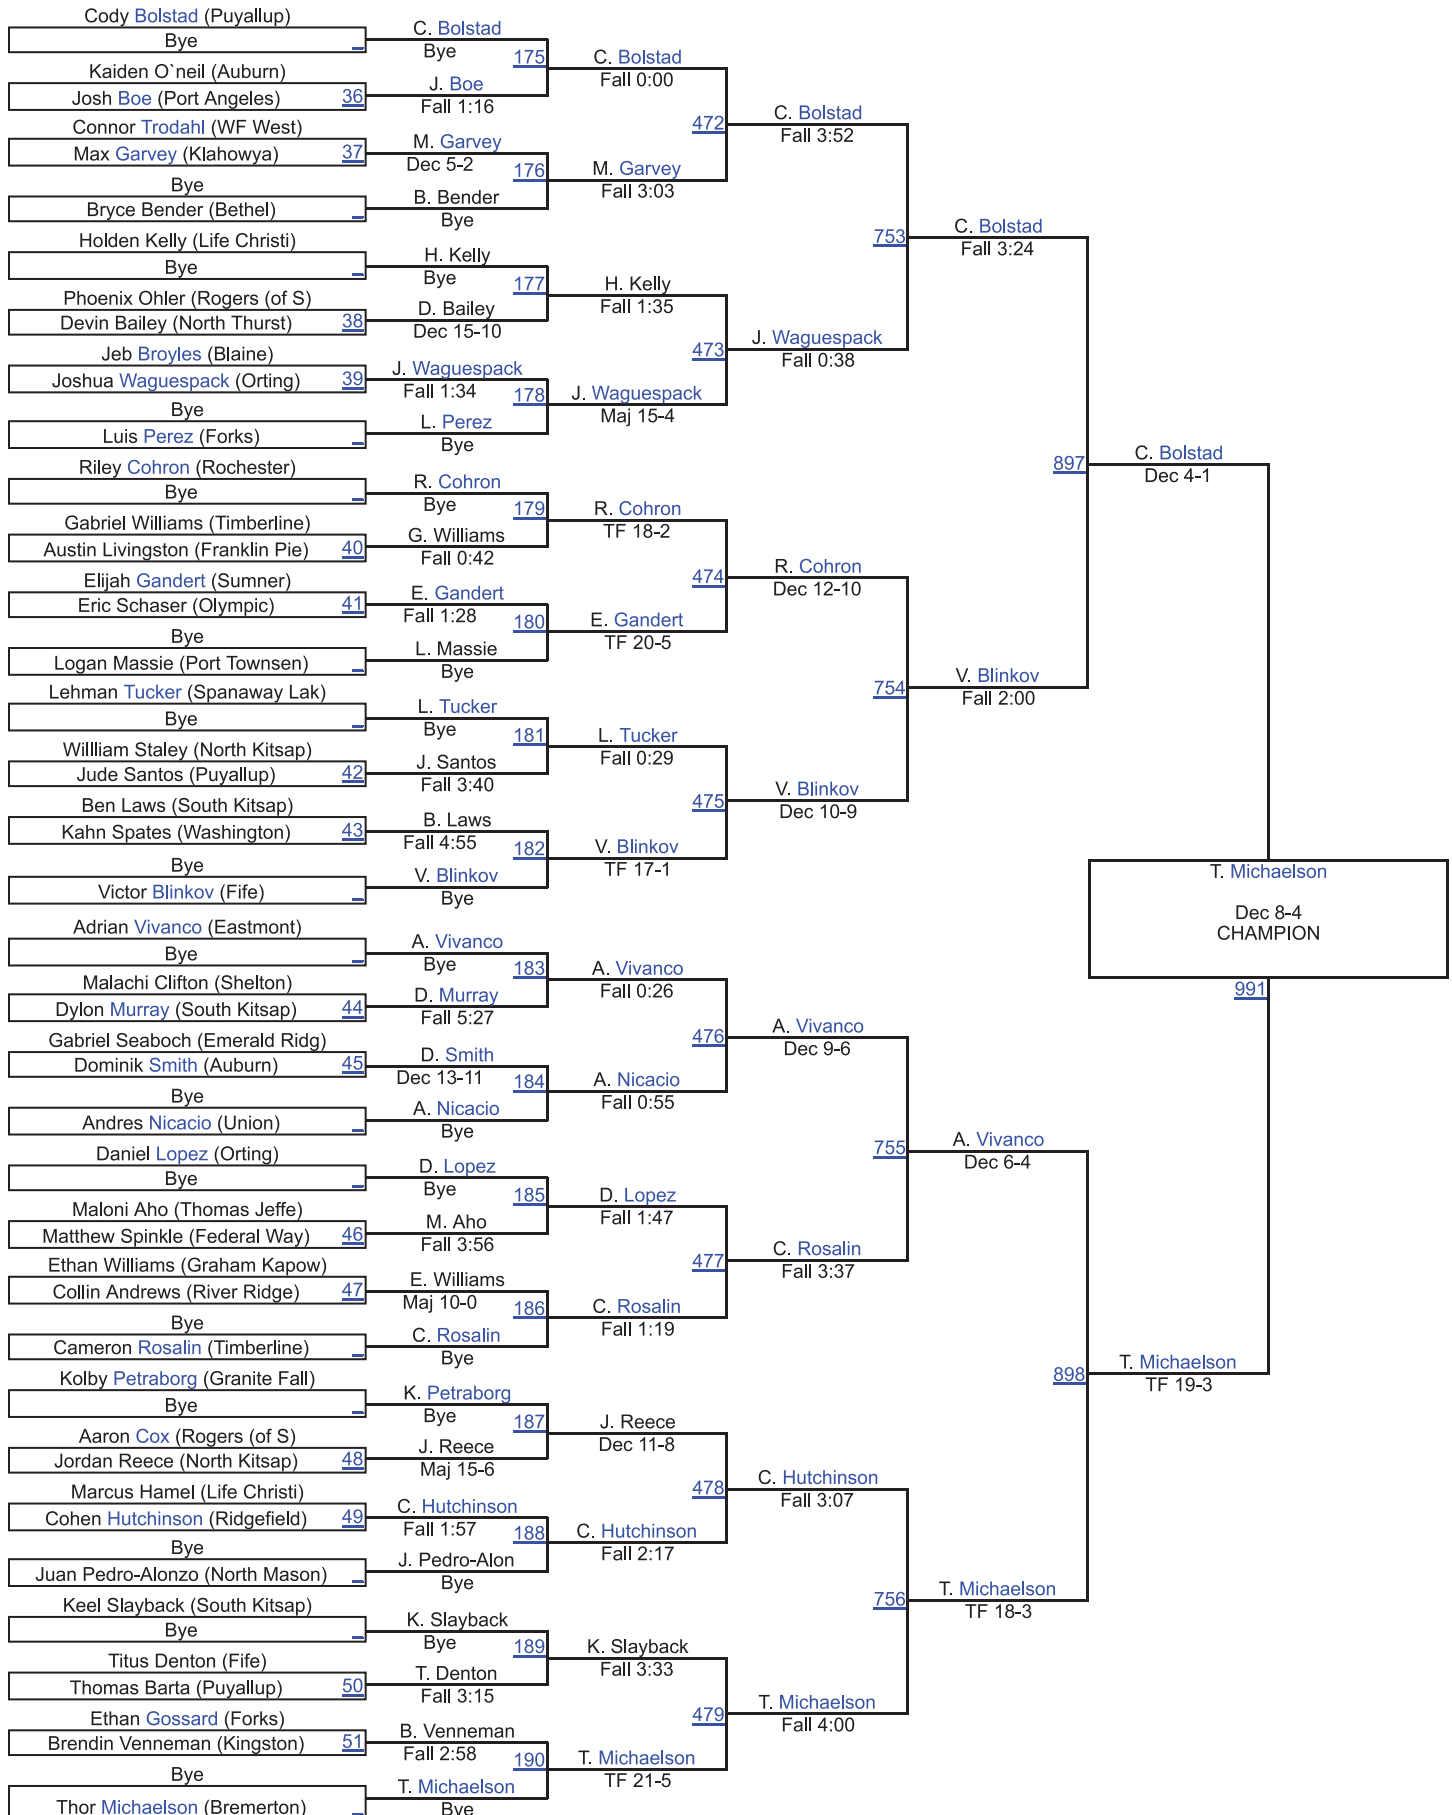 Cody Bolstad (Puyallup)
Bye
Kaiden O`neil (Auburn)
Josh Boe (Port Angeles) 36
Connor Trodahl (WF West)
Max Garvey (Klahowya) 37
Bye
Bryce Bender (Bethel)
Holden Kelly (Life Christi)
Bye
Phoenix Ohler (Rogers (of S)
Devin Bailey (North Thurst) 38
Jeb Broyles (Blaine)
Joshua Waguespack (Orting) 39
Bye
Luis Perez (Forks)
Riley Cohron (Rochester)
Bye
Gabriel Williams (Timberline)
Austin Livingston (Franklin Pie) 40
Elijah Gandert (Sumner)
Eric Schaser (Olympic) 41
Bye
Logan Massie (Port Townsen)
Lehman Tucker (Spanaway Lak)
Bye
Willliam Staley (North Kitsap)
Jude Santos (Puyallup) 42
Ben Laws (South Kitsap)
Kahn Spates (Washington) 43
Bye
Victor Blinkov (Fife)
Adrian Vivanco (Eastmont)
Bye
Malachi Clifton (Shelton)
Dylon Murray (South Kitsap) 44
Gabriel Seaboch (Emerald Ridg)
Dominik Smith (Auburn) 45
Bye
Andres Nicacio (Union)
Daniel Lopez (Orting)
Bye
Maloni Aho (Thomas Jeffe)
Matthew Spinkle (Federal Way) 46
Ethan Williams (Graham Kapow)
Collin Andrews (River Ridge) 47
Bye
Cameron Rosalin (Timberline)
Kolby Petraborg (Granite Fall)
Bye
Aaron Cox (Rogers (of S)
Jordan Reece (North Kitsap) 48
Marcus Hamel (Life Christi)
Cohen Hutchinson (Ridgefield) 49
Bye
Juan Pedro-Alonzo (North Mason)
Keel Slayback (South Kitsap)
Bye
Titus Denton (Fife)
Thomas Barta (Puyallup) 50
Ethan Gossard (Forks)
Brendin Venneman (Kingston) 51
Bye
Thor Michaelson (Bremerton)
C. Bolstad
Bye
175
J. Boe
Fall 1:16
M. Garvey
Dec 5-2
176
B. Bender
Bye
H. Kelly
Bye
177
D. Bailey
Dec 15-10
J. Waguespack
Fall 1:34
178
L. Perez
Bye
R. Cohron
Bye
179
G. Williams
Fall 0:42
E. Gandert
Fall 1:28
180
L. Massie
Bye
L. Tucker
Bye
181
J. Santos
Fall 3:40
B. Laws
Fall 4:55
182
V. Blinkov
Bye
A. Vivanco
Bye
183
D. Murray
Fall 5:27
D. Smith
Dec 13-11
184
A. Nicacio
Bye
D. Lopez
Bye
185
M. Aho
Fall 3:56
E. Williams
Maj 10-0
186
C. Rosalin
Bye
K. Petraborg
Bye
187
J. Reece
Maj 15-6
C. Hutchinson
Fall 1:57
188
J. Pedro-Alon
Bye
K. Slayback
Bye
189
T. Denton
Fall 3:15
B. Venneman
Fall 2:58
190
T. Michaelson
Bye
C. Bolstad
Fall 0:00
472
M. Garvey
Fall 3:03
H. Kelly
Fall 1:35
473
J. Waguespack
Maj 15-4
R. Cohron
TF 18-2
474
E. Gandert
TF 20-5
L. Tucker
Fall 0:29
475
V. Blinkov
TF 17-1
A. Vivanco
Fall 0:26
476
A. Nicacio
Fall 0:55
D. Lopez
Fall 1:47
477
C. Rosalin
Fall 1:19
J. Reece
Dec 11-8
478
C. Hutchinson
Fall 2:17
K. Slayback
Fall 3:33
479
T. Michaelson
TF 21-5
C. Bolstad
Fall 3:52
753
J. Waguespack
Fall 0:38
R. Cohron
Dec 12-10
754
V. Blinkov
Dec 10-9
A. Vivanco
Dec 9-6
755
C. Rosalin
Fall 3:37
C. Hutchinson
Fall 3:07
756
T. Michaelson
Fall 4:00
C. Bolstad
Fall 3:24
897
V. Blinkov
Fall 2:00
A. Vivanco
Dec 6-4
898
T. Michaelson
TF 18-3
C. Bolstad
Dec 4-1
T. Michaelson
Dec 8-4
CHAMPION
991
T. Michaelson
TF 19-3